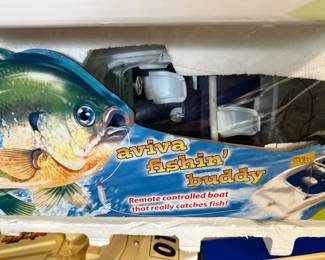 aviva
fishin'
buddy
Remote controlled boat
that really catches fish!